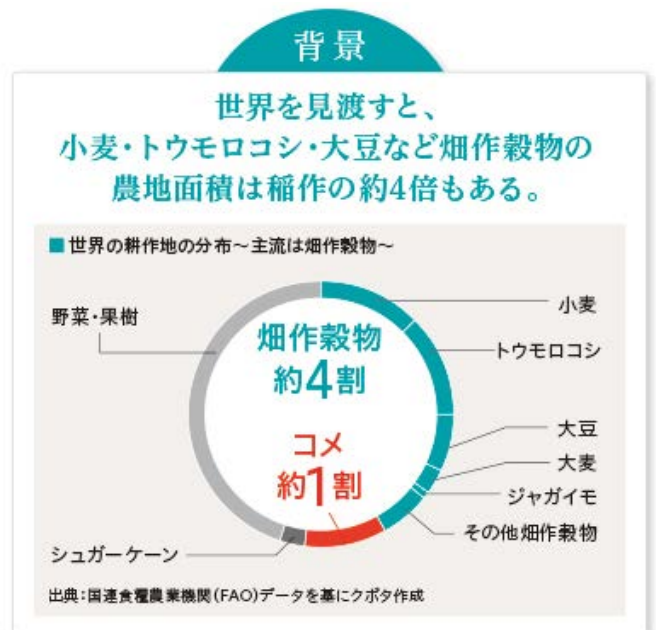 背景
世界を見渡すと、
小麦・トウモロコシ・大豆など畑作穀物の
農地面積は稲作の約4倍もある。
■世界の耕作地の分布〜主流は畑作穀物〜
小麦
野菜・果樹
畑作穀物
約4割
トウモロコシ
コメ
約1割
大豆
大麦
ジャガイモ
その他畑作穀物
シュガーケーン
出典：国連食糧農業機関(FAO)データを基にクボタ作成